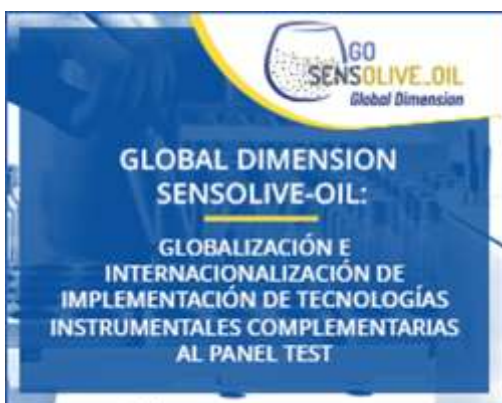 GO
SENSOLIVE_OIL
Global Dimension
GLOBAL DIMENSION
SENSOLIVE-OIL:
GLOBALIZACIÓN E
INTERNACIONALIZACIÓN DE
IMPLEMENTACIÓN DE TECNOLOGÍAS
INSTRUMENTALES COMPLEMENTARIAS
AL PANEL TEST